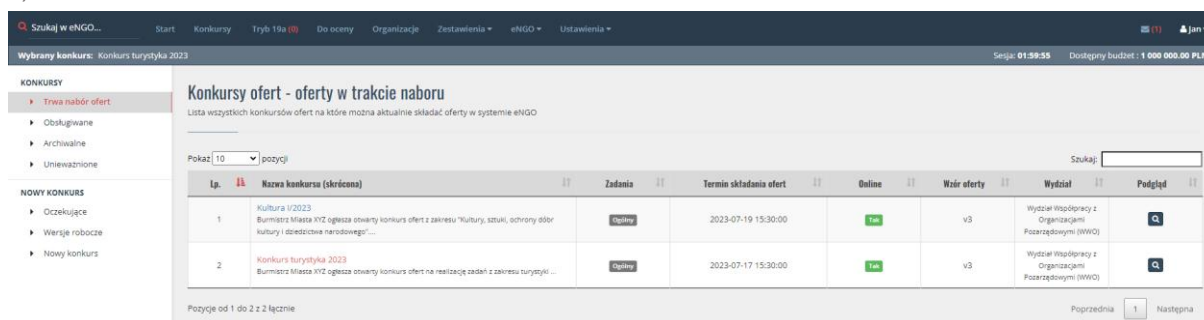 Szukaj w eNGO... Start Konkursy Tryb 19a (0) Do oceny Organizacje Zestawienia eNGO Ustawienia (1) Jan
Wybrany konkurs: Konkurs turystyka 2023 Sesja: 01:59:55 Dostępny budżet : 1 000 000.00 PLN
KONKURSY
Trwa nabór ofert
Obsługiwane
Archiwalne
Unieważnione
NOWY KONKURS
Oczekujące
Wersje robocze
Nowy konkurs
Konkursy ofert - oferty w trakcie naboru
Lista wszystkich konkursów ofert na które można aktualnie składać oferty w systemie eNGO
Pokaż 10 pozycji Szukaj:
Lp. Nazwa konkursu (skrócona) Zadania Termin składania ofert Online Wzór oferty Wydział Podgląd
1 Kultura I/2023 Ogólny 2023-07-19 15:30:00 Tak v3 Wydział Współpracy z
Burmistrz Miasta XYZ ogłasza otwarty konkurs ofert z zakresu "Kultury, sztuki, ochrony dóbr Organizacjami
kultury i dziedzictwa narodowego".... Pozarządowymi (WWO)
2 Konkurs turystyka 2023 Ogólny 2023-07-17 15:30:00 Tak v3 Wydział Współpracy z
Burmistrz Miasta XYZ ogłasza otwarty konkurs ofert na realizację zadań z zakresu turystyki ... Organizacjami
Pozarządowymi (WWO)
Pozycje od 1 do 2 z 2 łącznie Poprzednia 1 Następna